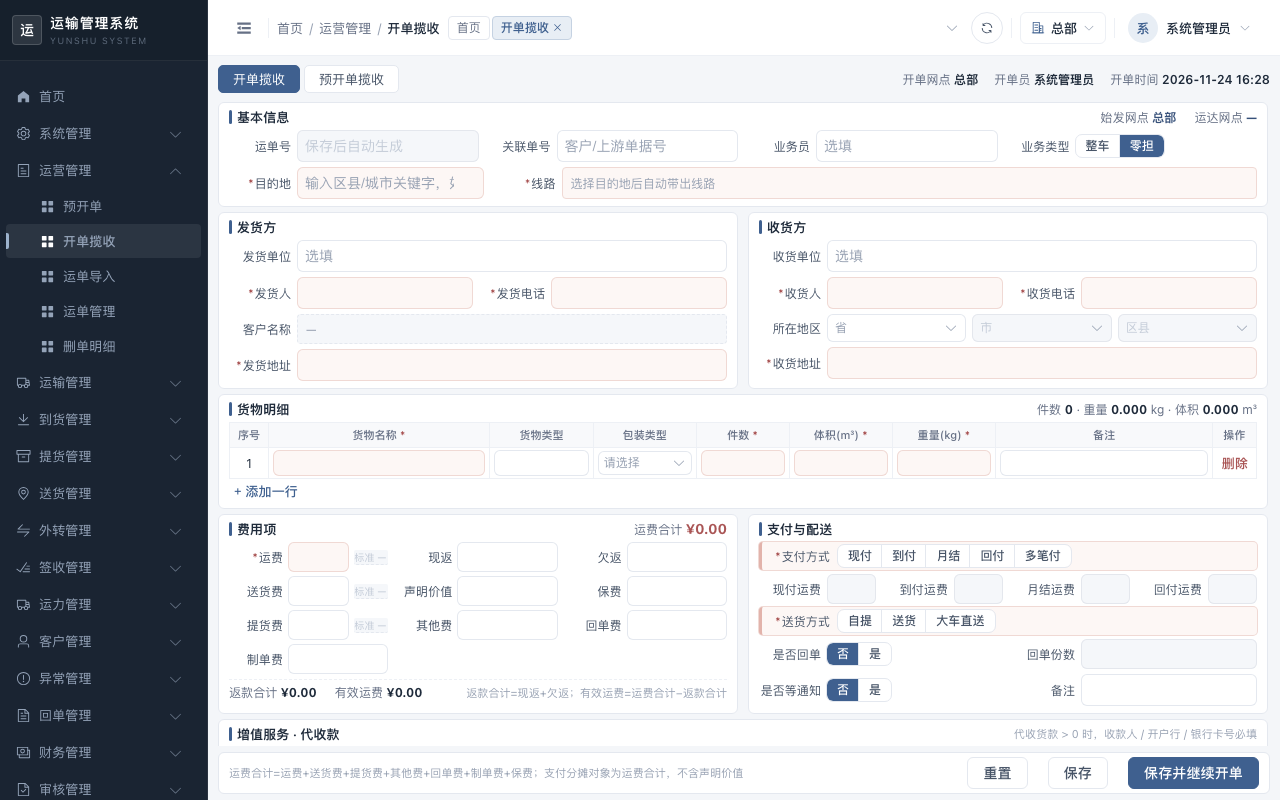 运 运输管理系统
YUNSHU SYSTEM
首页
系统管理
运营管理
预开单
开单揽收
运单导入
运单管理
删单明细
运输管理
到货管理
提货管理
送货管理
外转管理
签收管理
运力管理
客户管理
异常管理
回单管理
财务管理
审核管理
首页 / 运营管理 / 开单揽收 首页 开单揽收 × 总部 系 系统管理员
开单揽收 预开单揽收 开单网点 总部 开单员 系统管理员 开单时间 2026-11-24 16:28
基本信息 始发网点 总部 运达网点 —
运单号 保存后自动生成 关联单号 客户/上游单据号 业务员 选填 业务类型 整车 零担
*目的地 输入区县/城市关键字, *线路 选择目的地后自动带出线路
发货方
发货单位 选填
*发货人 *发货电话
客户名称 —
*发货地址
收货方
收货单位 选填
*收货人 *收货电话
所在地区 省 市 区县
*收货地址
货物明细 件数 0 · 重量 0.000 kg · 体积 0.000 m³
序号 货物名称 * 货物类型 包装类型 件数 * 体积(m³) * 重量(kg) * 备注 操作
1 请选择 删除
+ 添加一行
费用项 运费合计 ¥0.00
*运费 标准 — 现返 欠返
送货费 标准 — 声明价值 保费
提货费 标准 — 其他费 回单费
制单费
返款合计 ¥0.00 有效运费 ¥0.00 返款合计=现返+欠返；有效运费=运费合计−返款合计
支付与配送
*支付方式 现付 到付 月结 回付 多笔付
现付运费 到付运费 月结运费 回付运费
*送货方式 自提 送货 大车直送
是否回单 否 是 回单份数
是否等通知 否 是 备注
增值服务 · 代收款 代收货款 > 0 时，收款人 / 开户行 / 银行卡号必填
运费合计=运费+送货费+提货费+其他费+回单费+制单费+保费；支付分摊对象为运费合计，不含声明价值 重置 保存 保存并继续开单